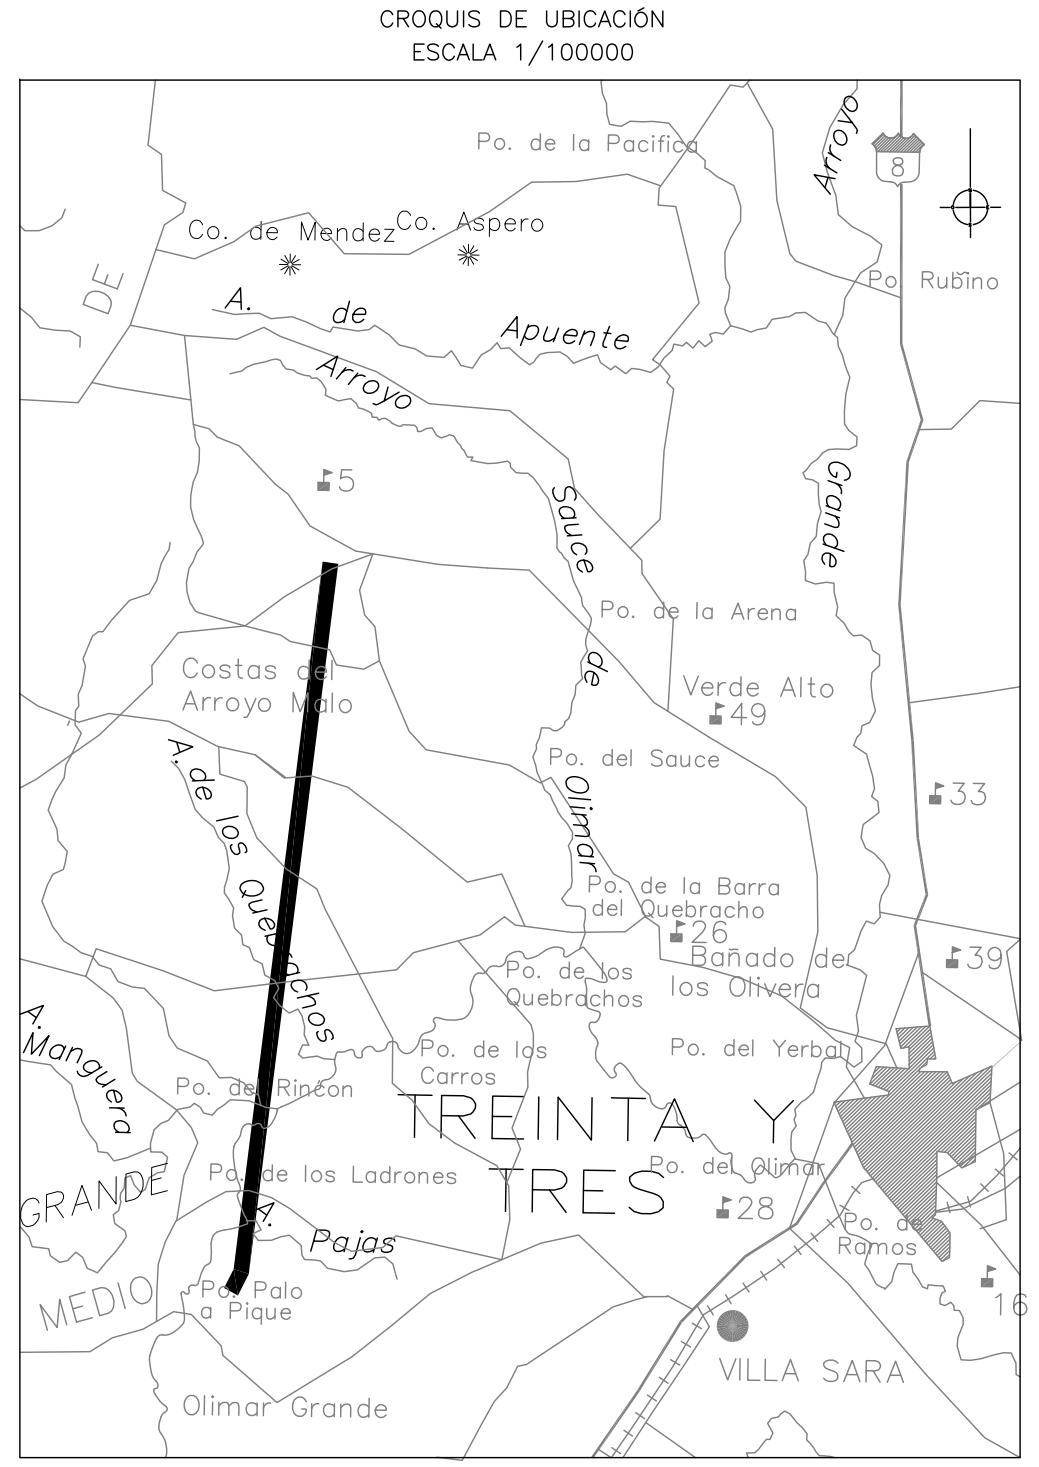 CROQUIS DE UBICACIÓN
ESCALA 1/100000
Arroyo
Po. de la Pacifica
8
Co. de Mendez
Co. Aspero
DE
Po. Rubino
A. de Apuente
Arroyo
5
Sauce
Grande
Po. de la Arena
de
Costas del
Arroyo Malo
Verde Alto
49
A. de los Quebrachos
Po. del Sauce
Olimar
33
Po. de la Barra
del Quebracho
26
Bañado de
los Olivera
39
Po. de los
Quebrachos
A.
Manguera
Po. de los
Carros
Po. del Yerbal
Po. del Rincon
TREINTA Y
TRES
Po. de los Ladrones
Po. del Olimar
GRANDE
28
A. Pajas
Po. de
Ramos
MEDIO
Po. Palo
a Pique
16
VILLA SARA
Olimar Grande